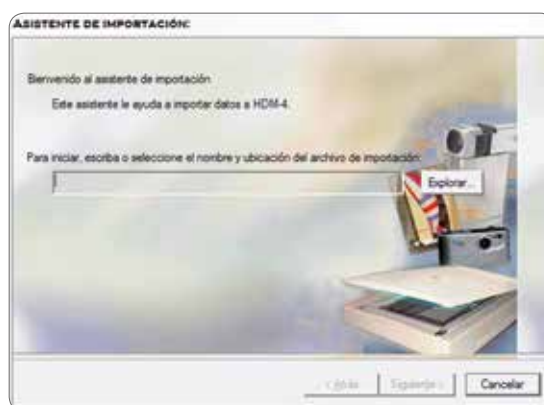 ASISTENTE DE IMPORTACIÓN:
Bienvenido al asistente de importación
Este asistente le ayuda a importar datos a HDM-4.
Para iniciar, escriba o seleccione el nombre y ubicación del archivo de importación:
Explorar...
< Atrás
Siguiente >
Cancelar